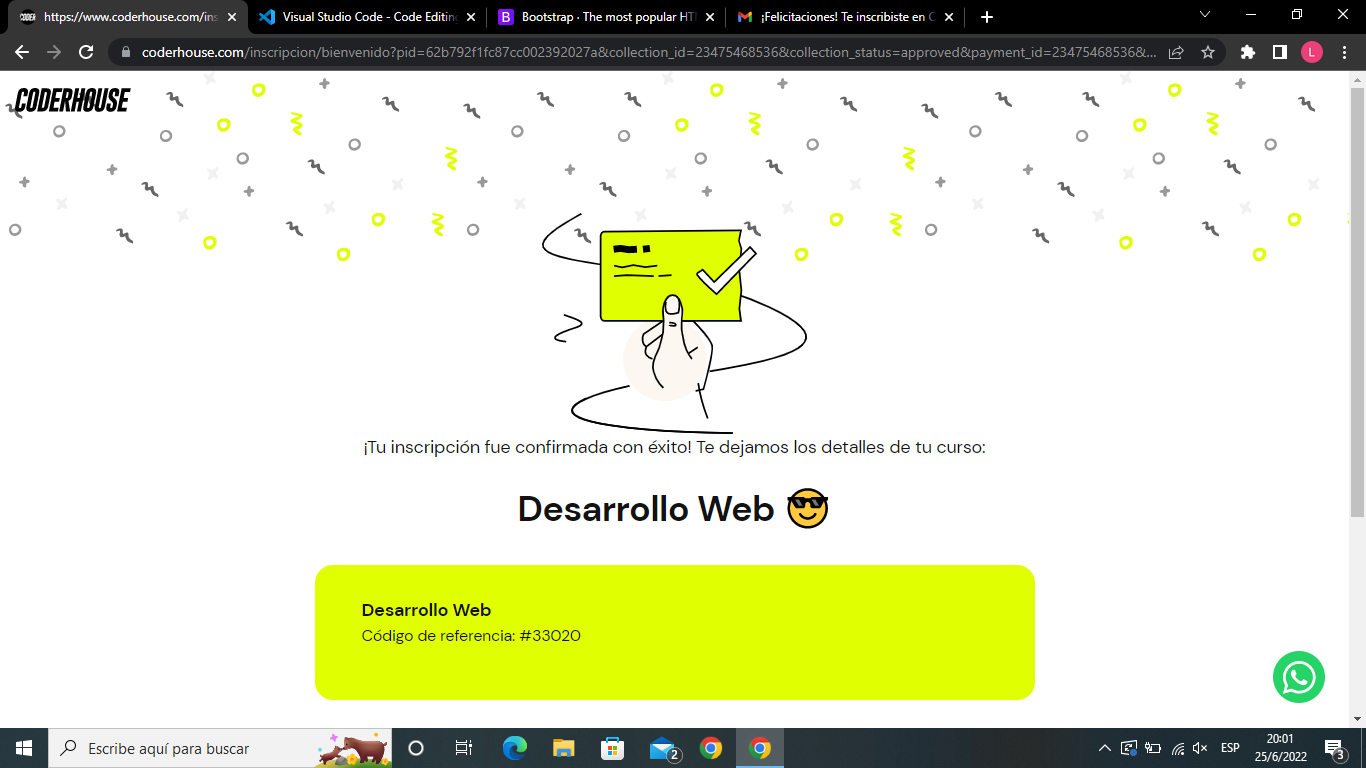 https://www.coderhouse.com/ins
Visual Studio Code - Code Editing
Bootstrap · The most popular HTM
¡Felicitaciones! Te inscribiste en C
coderhouse.com/inscripcion/bienvenido?pid=62b792f1fc87cc002392027a&collection_id=23475468536&collection_status=approved&payment_id=23475468536&...
L
CODERHOUSE
¡Tu inscripción fue confirmada con éxito! Te dejamos los detalles de tu curso:
Desarrollo Web 😎
Desarrollo Web
Código de referencia: #33020
Escribe aquí para buscar
2
ESP
20:01
25/6/2022
3